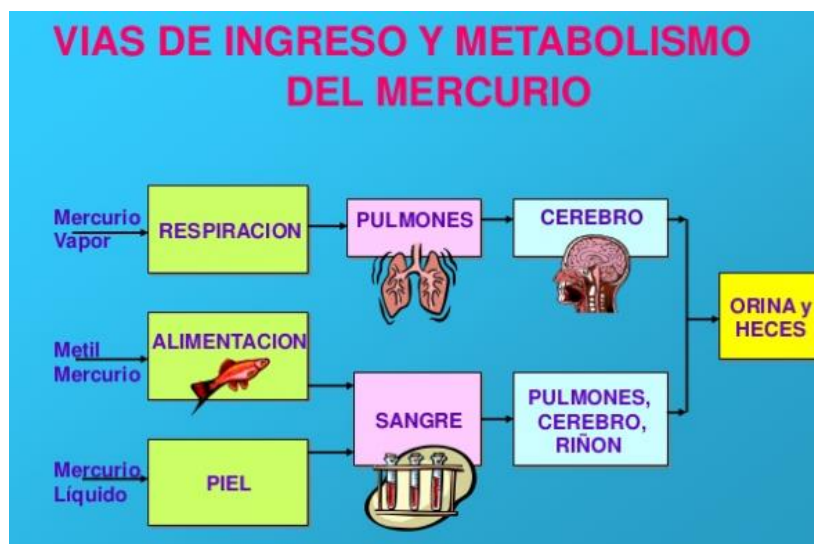 VIAS DE INGRESO Y METABOLISMO
DEL MERCURIO
Mercurio
Vapor
RESPIRACION
PULMONES
CEREBRO
Metil
Mercurio
ALIMENTACION
Mercurio
Líquido
PIEL
SANGRE
PULMONES,
CEREBRO,
RIÑON
ORINA y
HECES